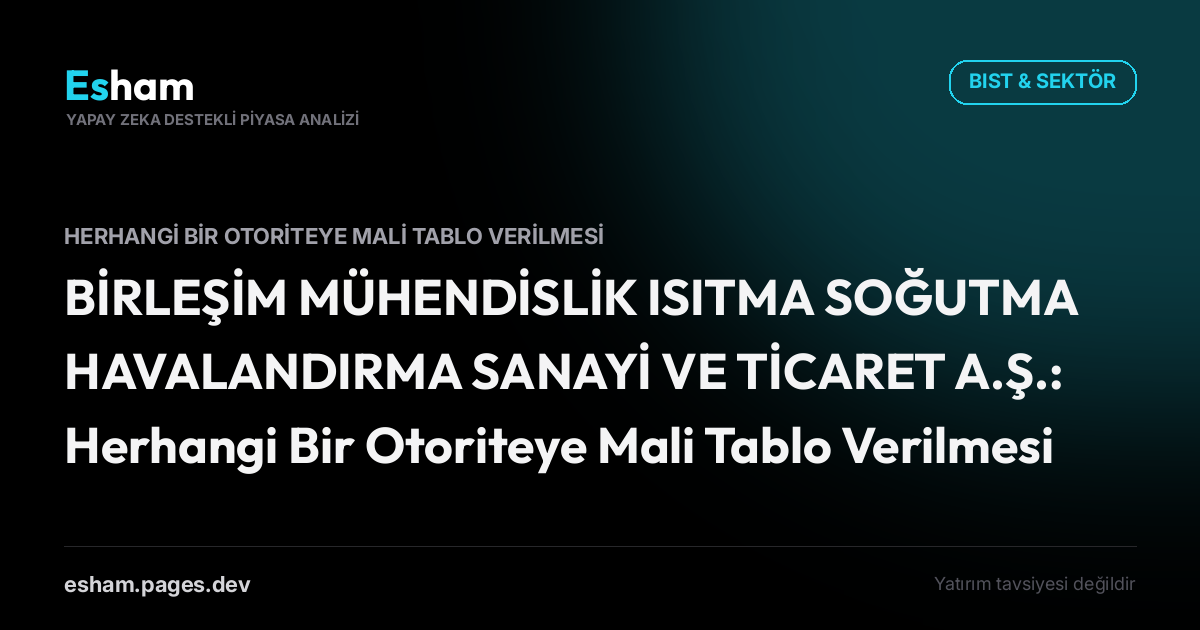 Esham
BIST & SEKTÖR
YAPAY ZEKA DESTEKLİ PİYASA ANALİZİ
HERHANGİ BİR OTORİTEYE MALİ TABLO VERİLMESİ
BİRLEŞİM MÜHENDİSLİK ISITMA SOĞUTMA
HAVALANDIRMA SANAYİ VE TİCARET A.Ş.:
Herhangi Bir Otoriteye Mali Tablo Verilmesi
esham.pages.dev
Yatırım tavsiyesi değildir